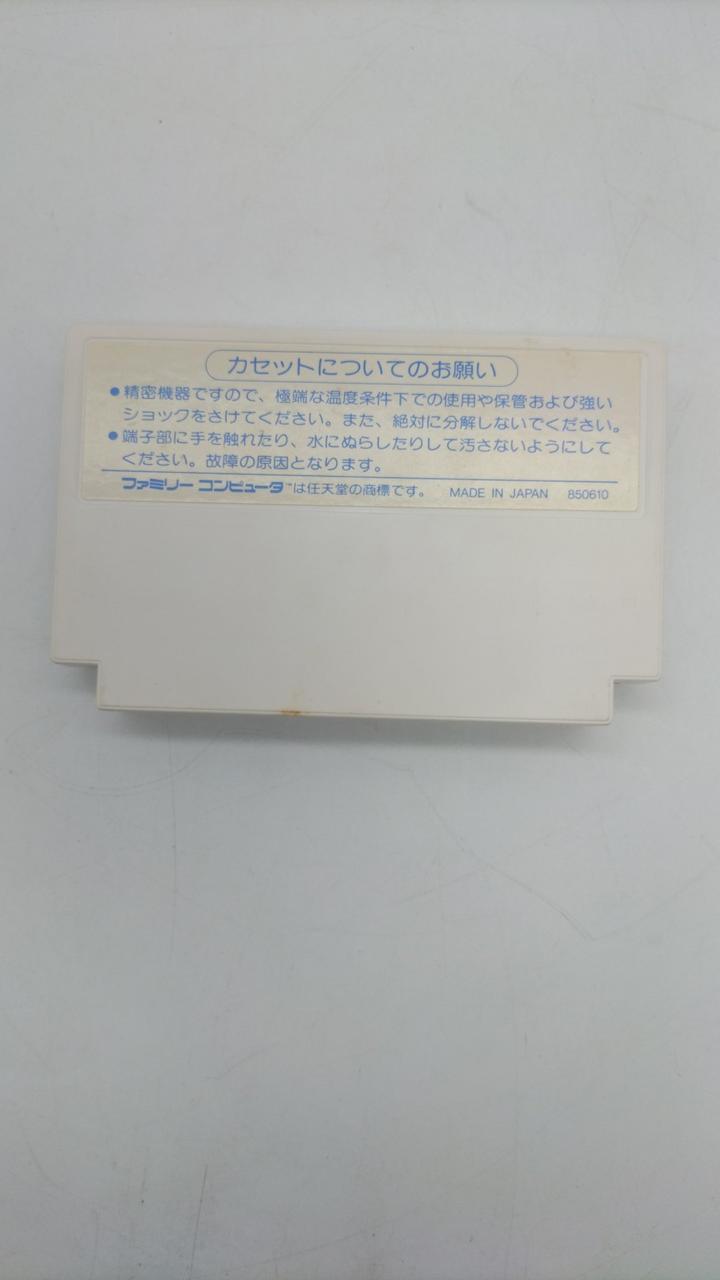 カセットについてのお願い
●精密機器ですので、極端な温度条件下での使用や保管および強い
ショックをさけてください。また、絶対に分解しないでください。
●端子部に手を触れたり、水にぬらしたりして汚さないようにして
ください。故障の原因となります。
ファミリー コンピュータ™は任天堂の商標です。 MADE IN JAPAN 850610